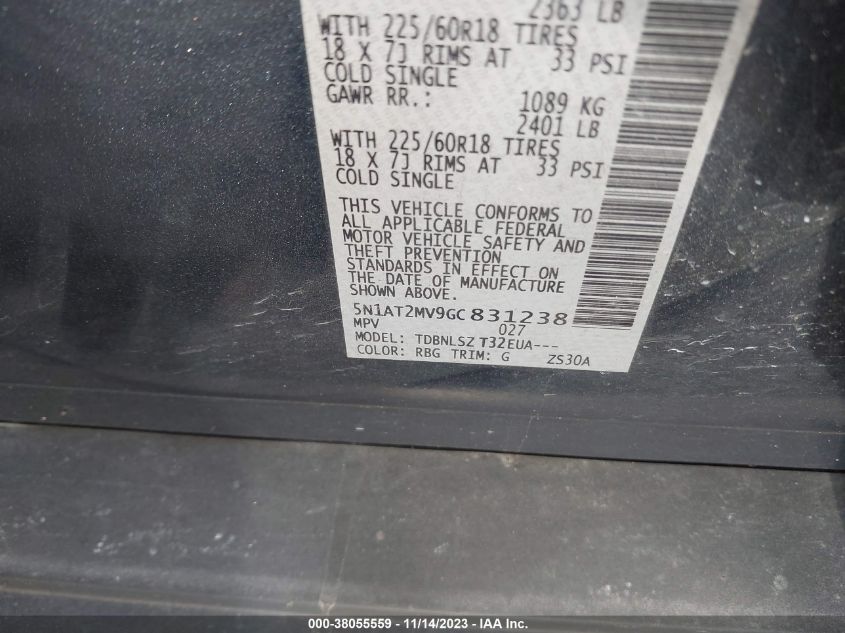 2363 LB
WITH 225/60R18 TIRES
18 X 7J RIMS AT 33 PSI
COLD SINGLE
GAWR RR.: 1089 KG
2401 LB
WITH 225/60R18 TIRES
18 X 7J RIMS AT 33 PSI
COLD SINGLE
THIS VEHICLE CONFORMS TO
ALL APPLICABLE FEDERAL
MOTOR VEHICLE SAFETY AND
THEFT PREVENTION
STANDARDS IN EFFECT ON
THE DATE OF MANUFACTURE
SHOWN ABOVE.
5N1AT2MV9GC 831238
MPV 027
MODEL: TDBNLSZ T32EUA---
COLOR: RBG TRIM: G ZS30A
000-38055559 - 11/14/2023 - IAA Inc.